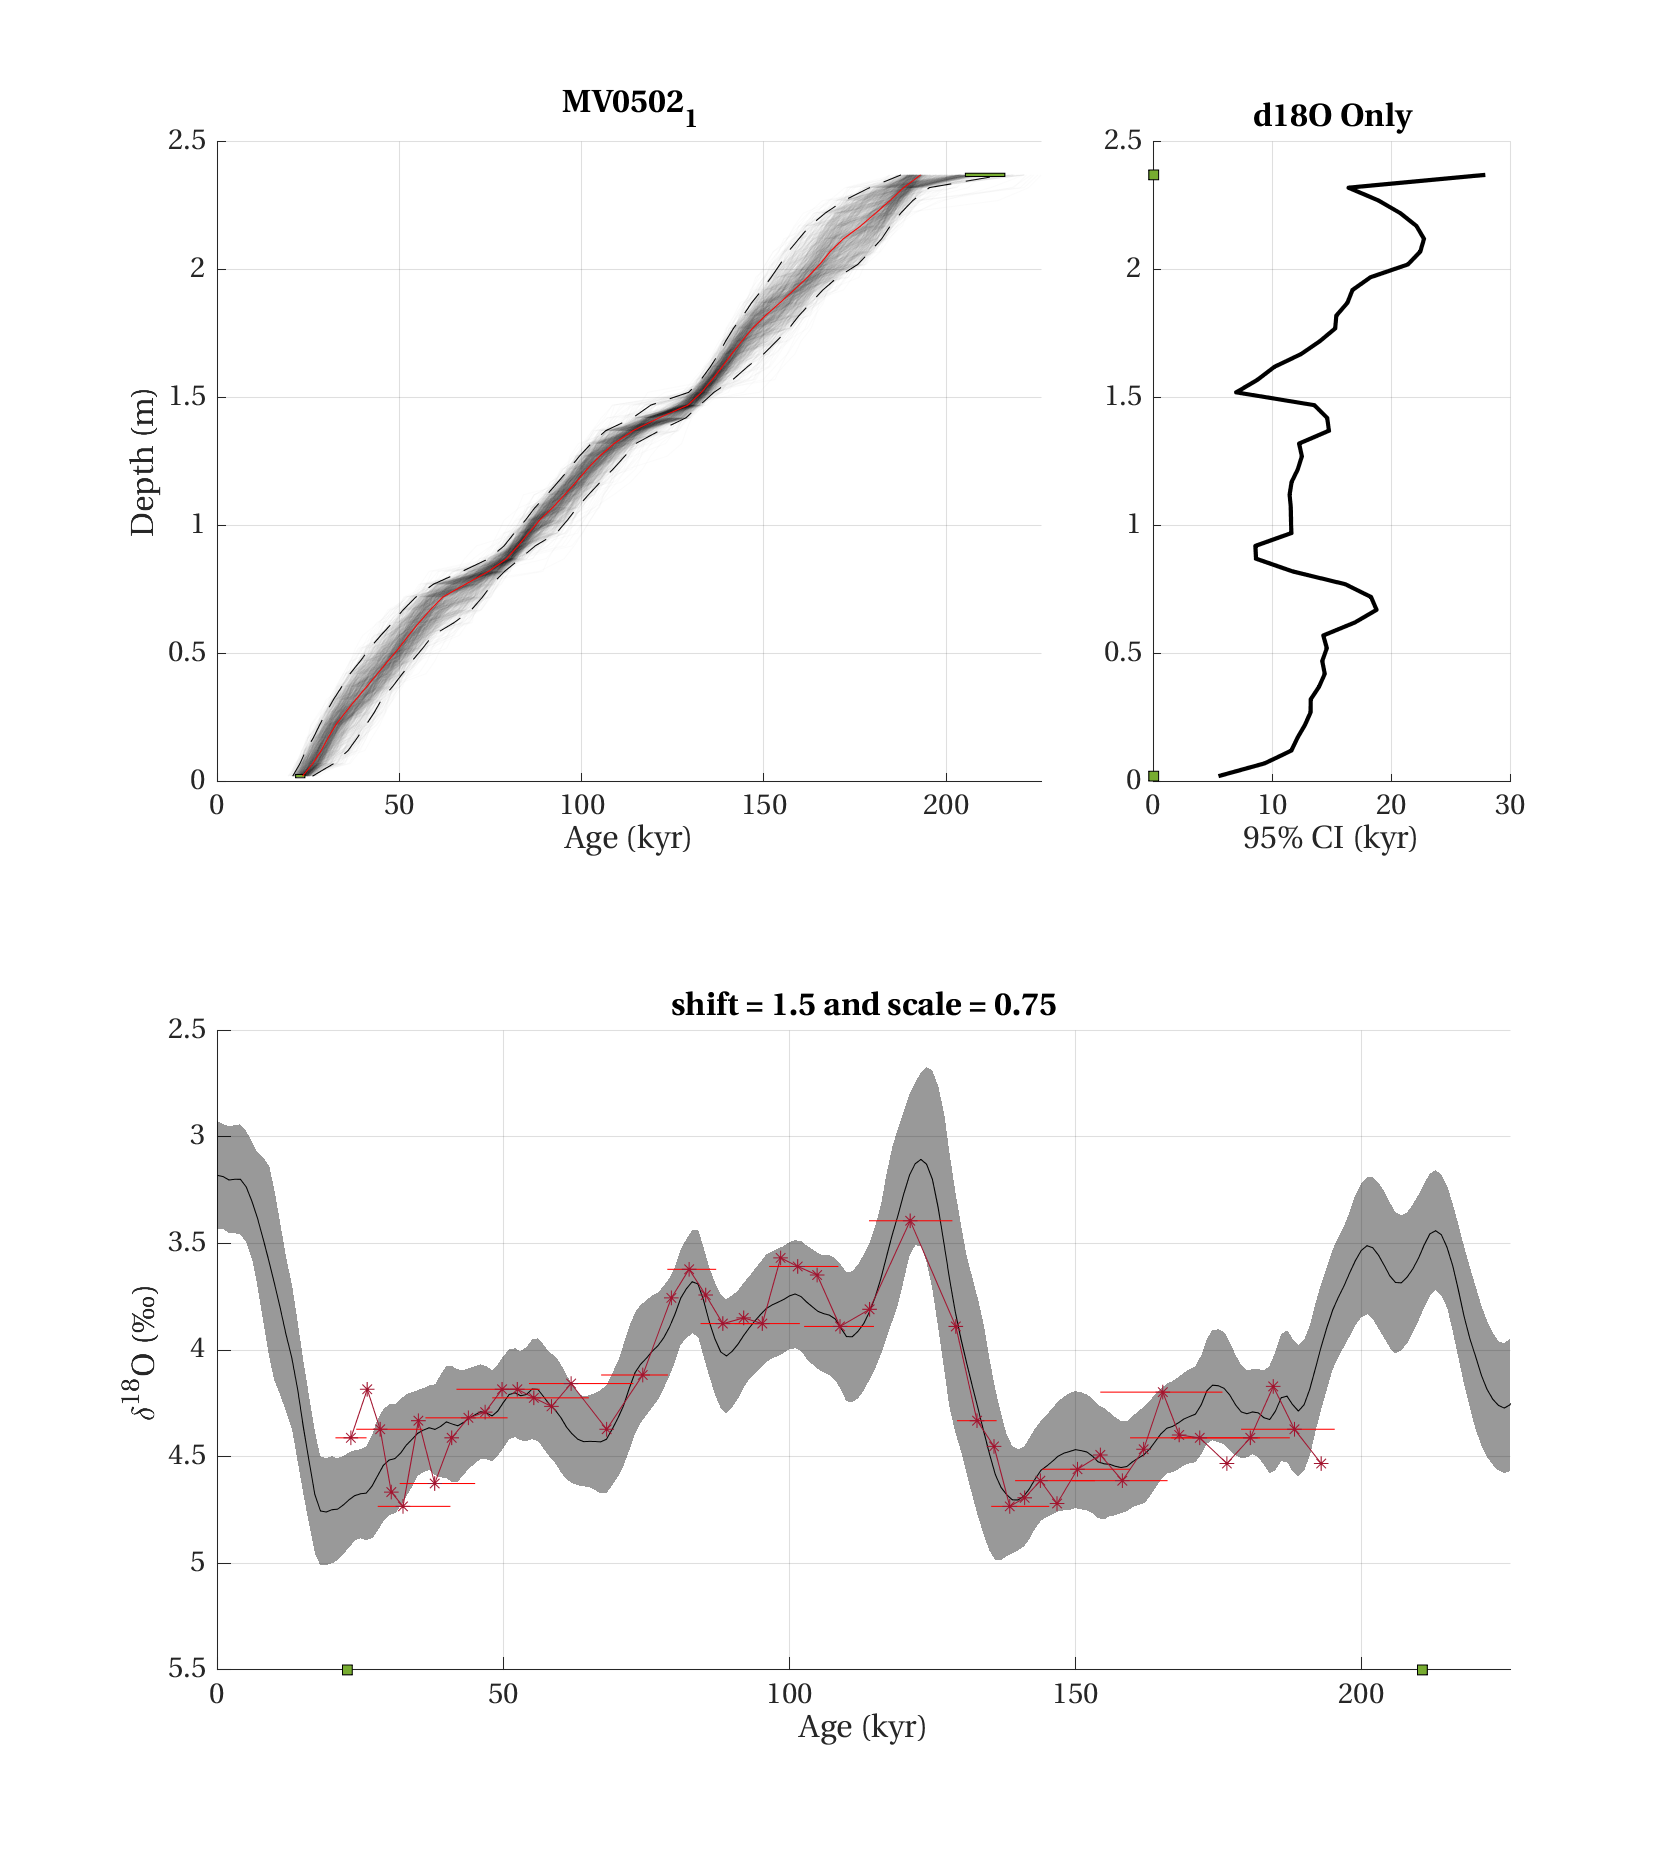 MV0502₁
2.5
2
1.5
1
0.5
0
Depth (m)
0 50 100 150 200
Age (kyr)
d18O Only
2.5
2
1.5
1
0.5
0
0 10 20 30
95% CI (kyr)
shift = 1.5 and scale = 0.75
2.5
3
3.5
4
4.5
5
5.5
δ¹⁸O (‰)
0 50 100 150 200
Age (kyr)